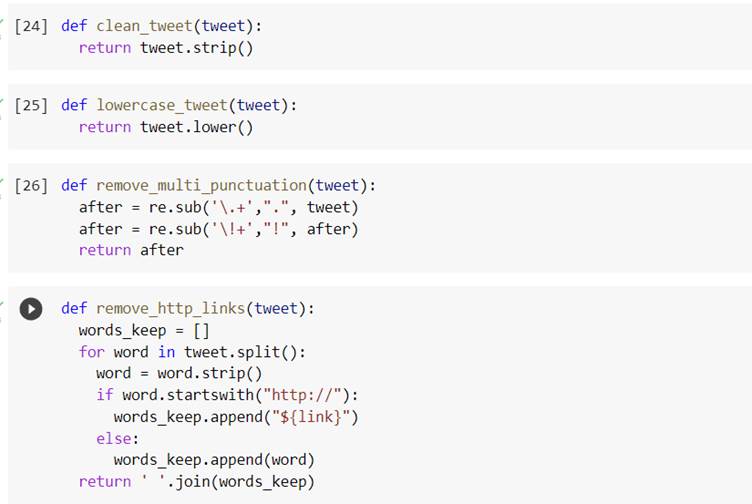 [24] def clean_tweet(tweet):
return tweet.strip()
[25] def lowercase_tweet(tweet):
return tweet.lower()
[26] def remove_multi_punctuation(tweet):
after = re.sub('\.+',".", tweet)
after = re.sub('\!+',"!", after)
return after
def remove_http_links(tweet):
words_keep = []
for word in tweet.split():
word = word.strip()
if word.startswith("http://"):
words_keep.append("${link}")
else:
words_keep.append(word)
return ' '.join(words_keep)